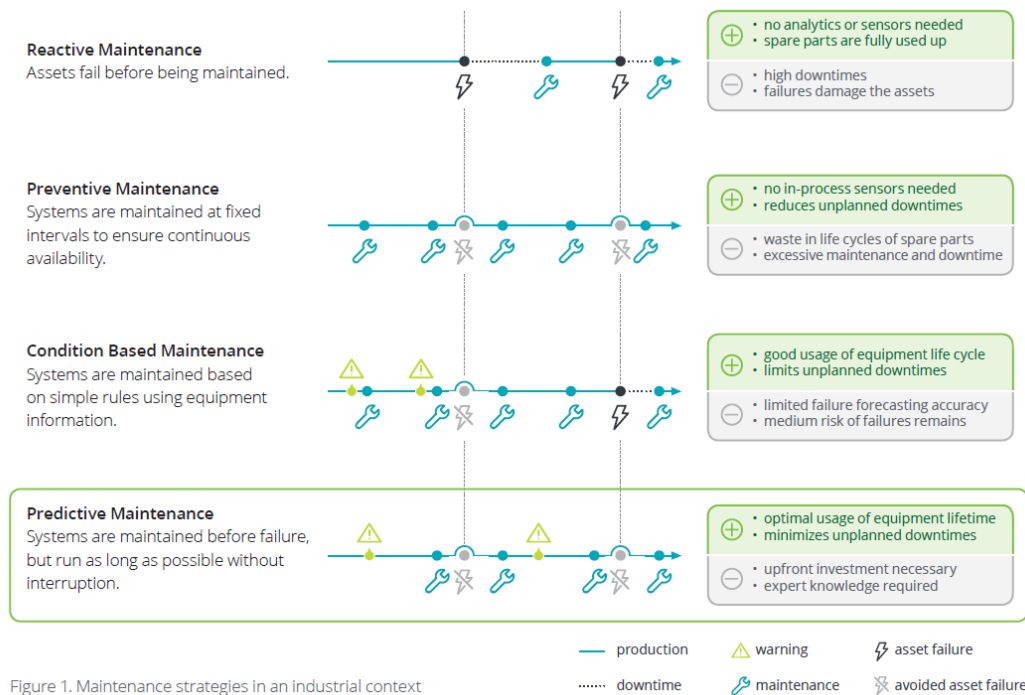 Reactive Maintenance
Assets fail before being maintained.
• no analytics or sensors needed
• spare parts are fully used up
• high downtimes
• failures damage the assets
Preventive Maintenance
Systems are maintained at fixed
intervals to ensure continuous
availability.
• no in-process sensors needed
• reduces unplanned downtimes
• waste in life cycles of spare parts
• excessive maintenance and downtime
Condition Based Maintenance
Systems are maintained based
on simple rules using equipment
information.
• good usage of equipment life cycle
• limits unplanned downtimes
• limited failure forecasting accuracy
• medium risk of failures remains
Predictive Maintenance
Systems are maintained before failure,
but run as long as possible without
interruption.
• optimal usage of equipment lifetime
• minimizes unplanned downtimes
• upfront investment necessary
• expert knowledge required
production
warning
asset failure
downtime
maintenance
avoided asset failure
Figure 1. Maintenance strategies in an industrial context